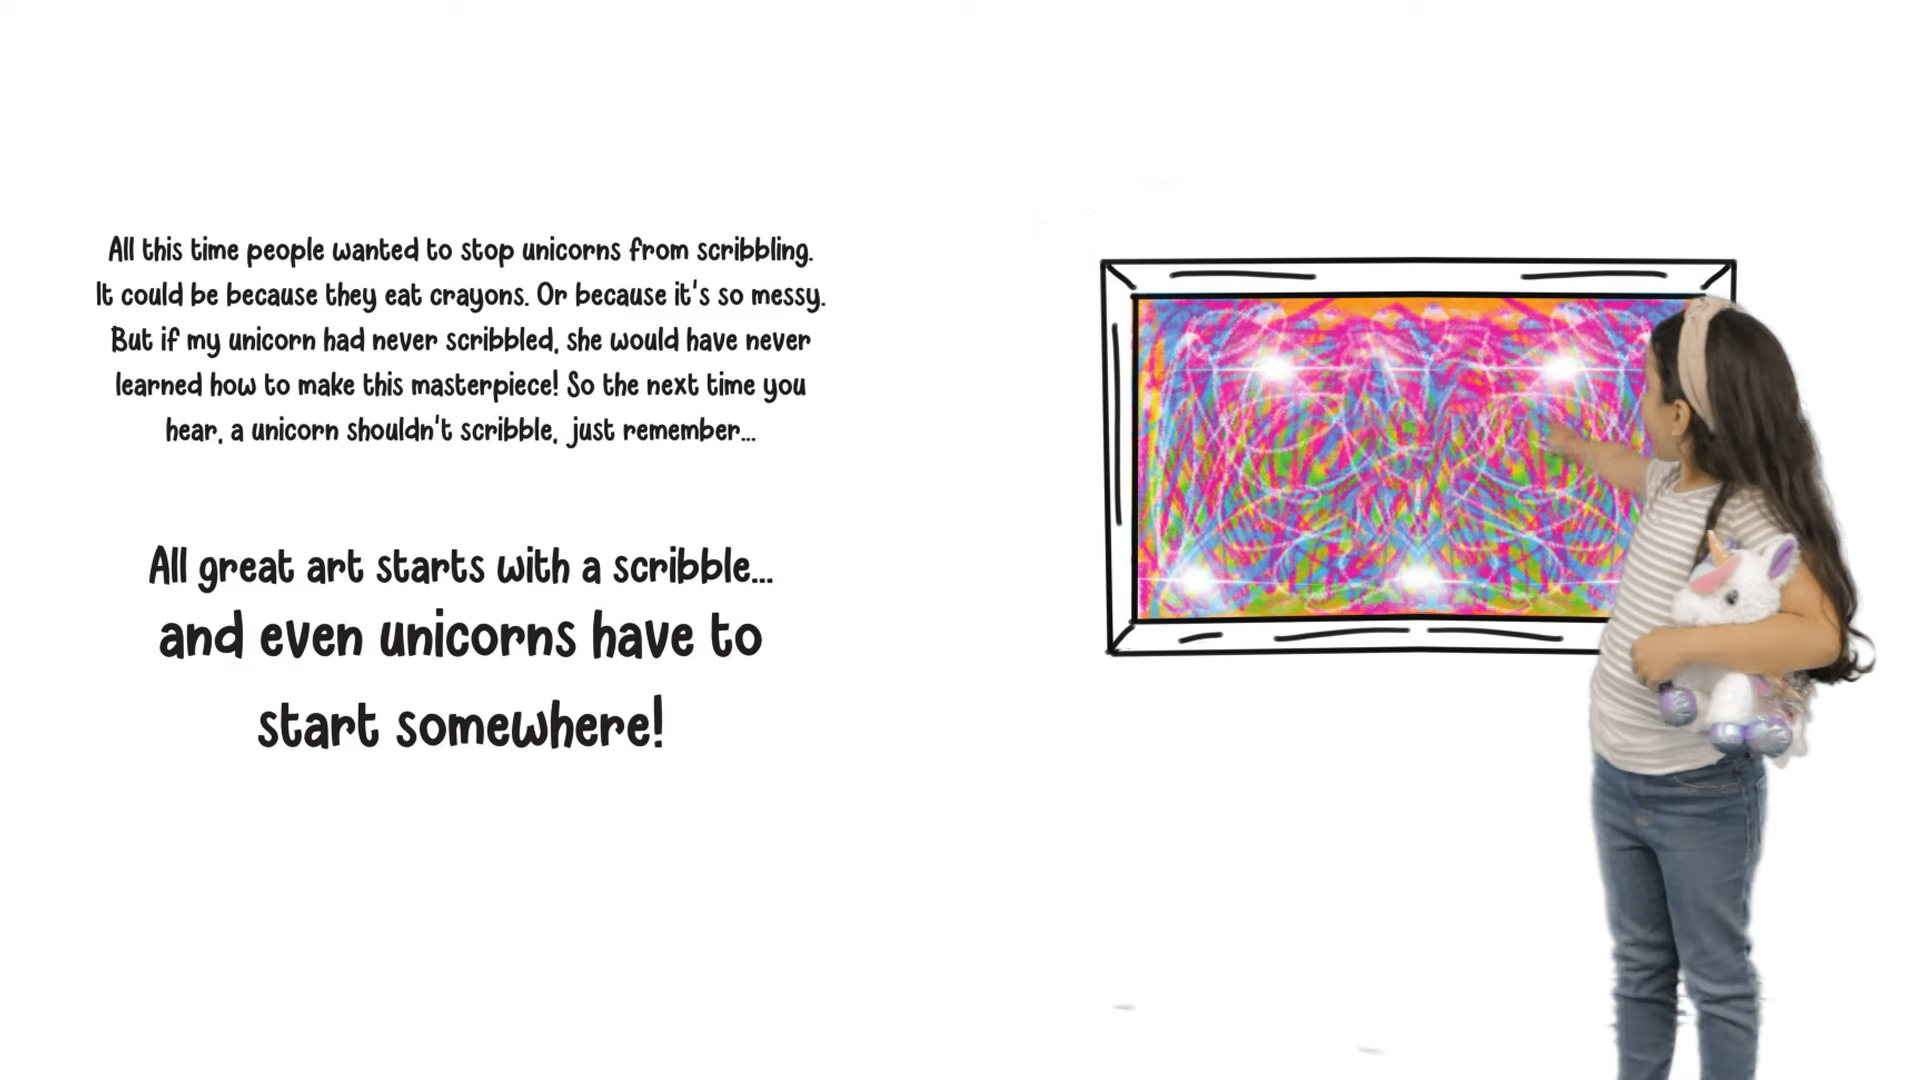 All this time people wanted to stop unicorns from scribbling.
It could be because they eat crayons. Or because it's so messy.
But if my unicorn had never scribbled, she would have never
learned how to make this masterpiece! So the next time you
hear, a unicorn shouldn't scribble, just remember...
All great art starts with a scribble...
and even unicorns have to
start somewhere!